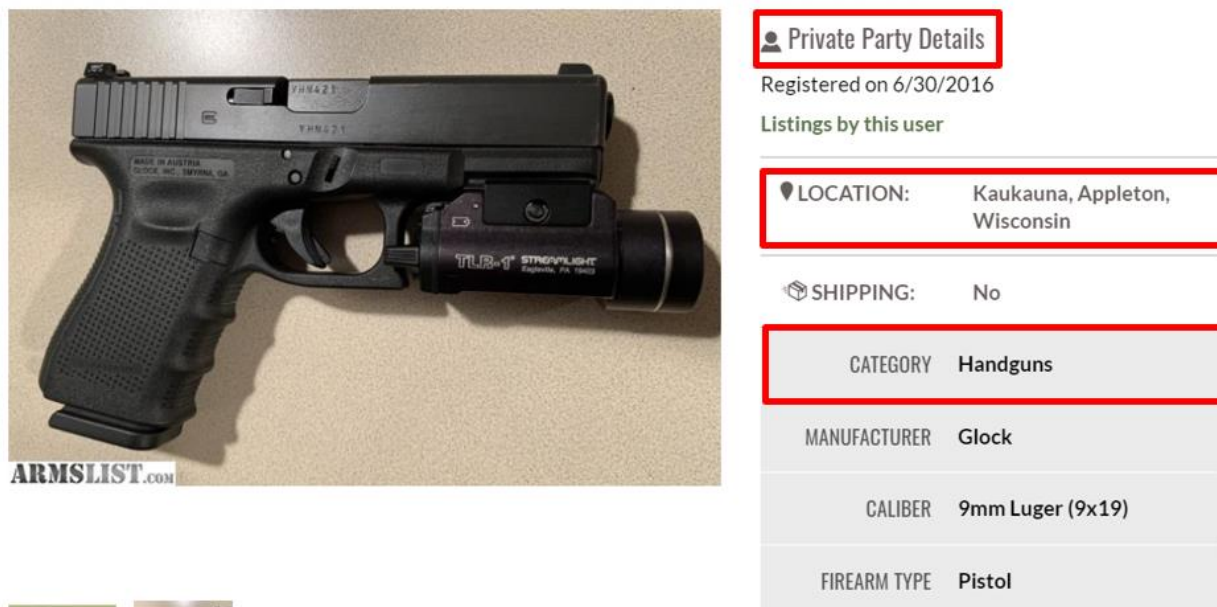 YHM421
YHM421
MADE IN AUSTRIA
GLOCK, INC., SMYRNA, GA
TLR-1® STREAMLIGHT
Eagleville, PA 19403
ARMSLIST.COM
Private Party Details
Registered on 6/30/2016
Listings by this user
LOCATION: Kaukauna, Appleton,
Wisconsin
SHIPPING: No
CATEGORY Handguns
MANUFACTURER Glock
CALIBER 9mm Luger (9x19)
FIREARM TYPE Pistol